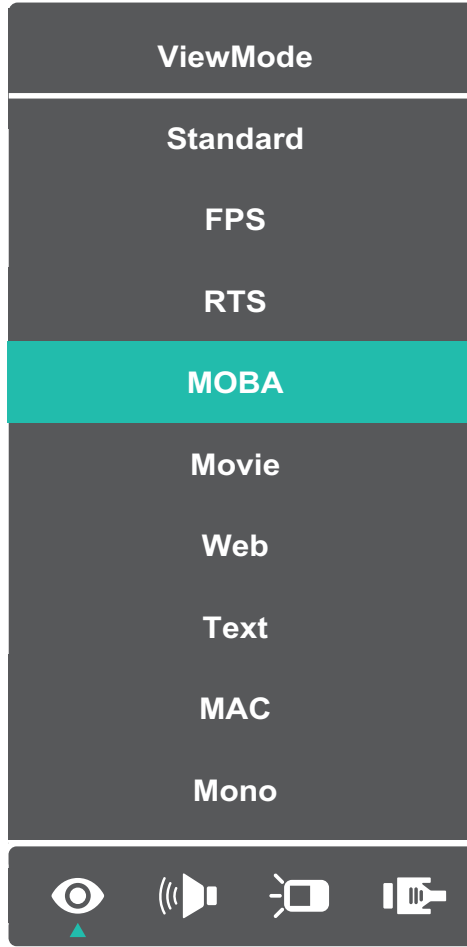 ViewMode
Standard
FPS
RTS
MOBA
Movie
Web
Text
MAC
Mono